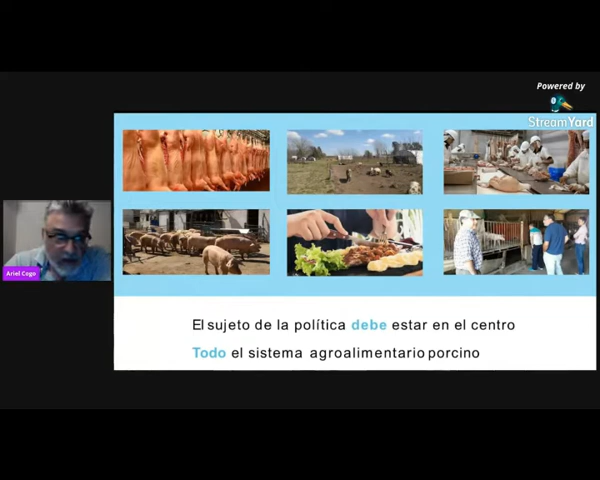 Powered by
StreamYard
Ariel Cogo
El sujeto de la política debe estar en el centro
Todo el sistema agroalimentario porcino